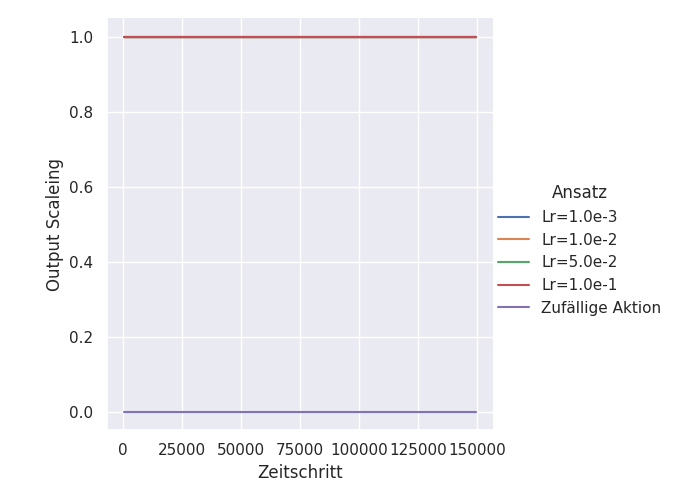 1.0
0.8
0.6
0.4
0.2
0.0
Output Scaleing
0 25000 50000 75000 100000 125000 150000
Zeitschritt
Ansatz
Lr=1.0e-3
Lr=1.0e-2
Lr=5.0e-2
Lr=1.0e-1
Zufällige Aktion